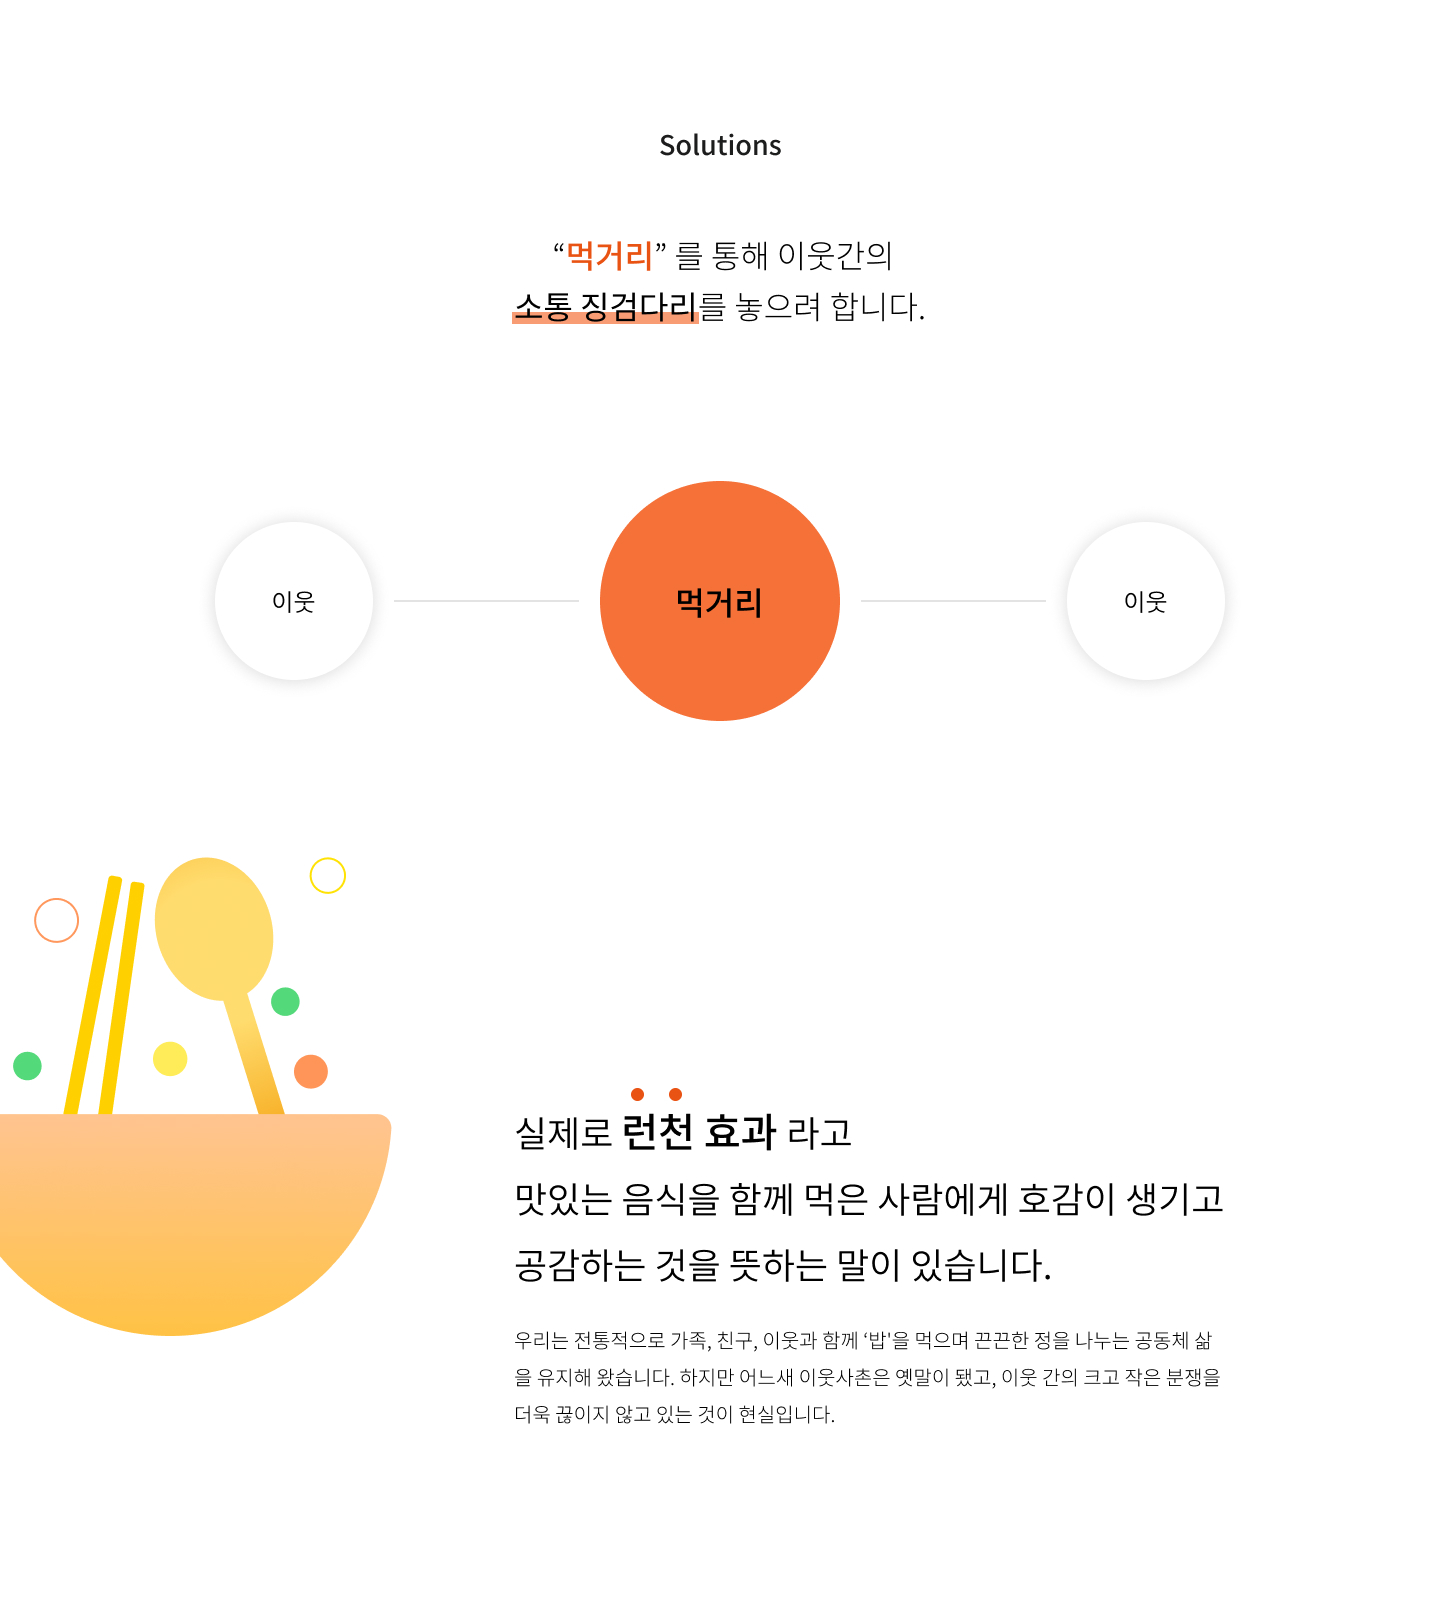 Solutions
“먹거리” 를 통해 이웃간의
소통 징검다리를 놓으려 합니다.
이웃
먹거리
이웃
실제로 런천 효과 라고
맛있는 음식을 함께 먹은 사람에게 호감이 생기고
공감하는 것을 뜻하는 말이 있습니다.
우리는 전통적으로 가족, 친구, 이웃과 함께 ‘밥'을 먹으며 끈끈한 정을 나누는 공동체 삶
을 유지해 왔습니다. 하지만 어느새 이웃사촌은 옛말이 됐고, 이웃 간의 크고 작은 분쟁을
더욱 끊이지 않고 있는 것이 현실입니다.